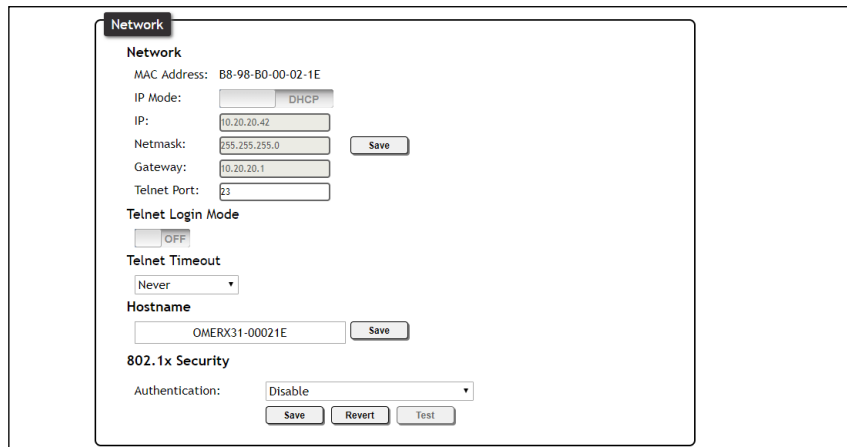 Network
Network
MAC Address: B8-98-B0-00-02-1E
IP Mode: DHCP
IP: 10.20.20.42
Netmask: 255.255.255.0 Save
Gateway: 10.20.20.1
Telnet Port: 23
Telnet Login Mode
OFF
Telnet Timeout
Never
Hostname
OMERX31-00021E Save
802.1x Security
Authentication: Disable
Save Revert Test